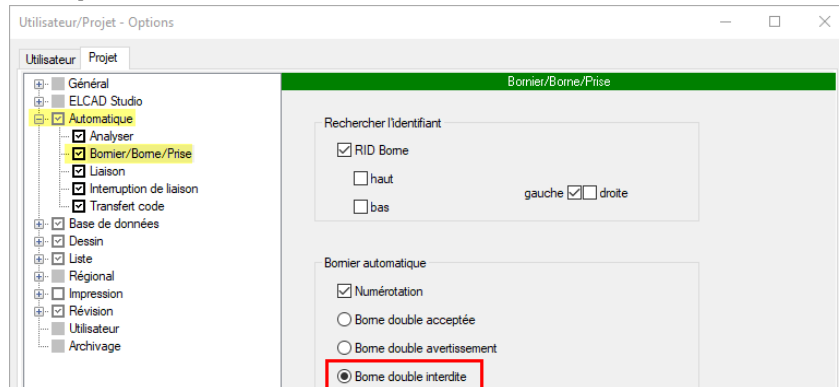 Utilisateur/Projet - Options
Utilisateur Projet
Général
ELCAD Studio
Automatique
Analyser
Bornier/Borne/Prise
Liaison
Interruption de liaison
Transfert code
Base de données
Dessin
Liste
Régional
Impression
Révision
Utilisateur
Archivage
Bornier/Borne/Prise
Rechercher l'identifiant
RID Borne
haut
gauche droite
bas
Bornier automatique
Numérotation
Borne double acceptée
Borne double avertissement
Borne double interdite